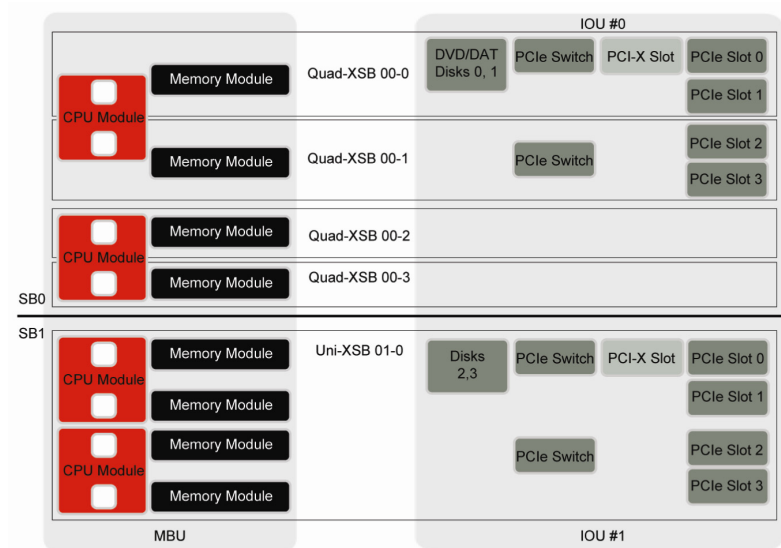 IOU #0
DVD/DAT
Disks 0, 1
PCIe Switch
PCI-X Slot
PCIe Slot 0
Memory Module
Quad-XSB 00-0
CPU Module
PCIe Slot 1
Memory Module
Quad-XSB 00-1
PCIe Switch
PCIe Slot 2
PCIe Slot 3
Memory Module
Quad-XSB 00-2
CPU Module
Memory Module
Quad-XSB 00-3
SB0
SB1
Memory Module
Uni-XSB 01-0
Disks
2,3
PCIe Switch
PCI-X Slot
PCIe Slot 0
CPU Module
Memory Module
PCIe Slot 1
Memory Module
CPU Module
PCIe Switch
PCIe Slot 2
Memory Module
PCIe Slot 3
MBU
IOU #1